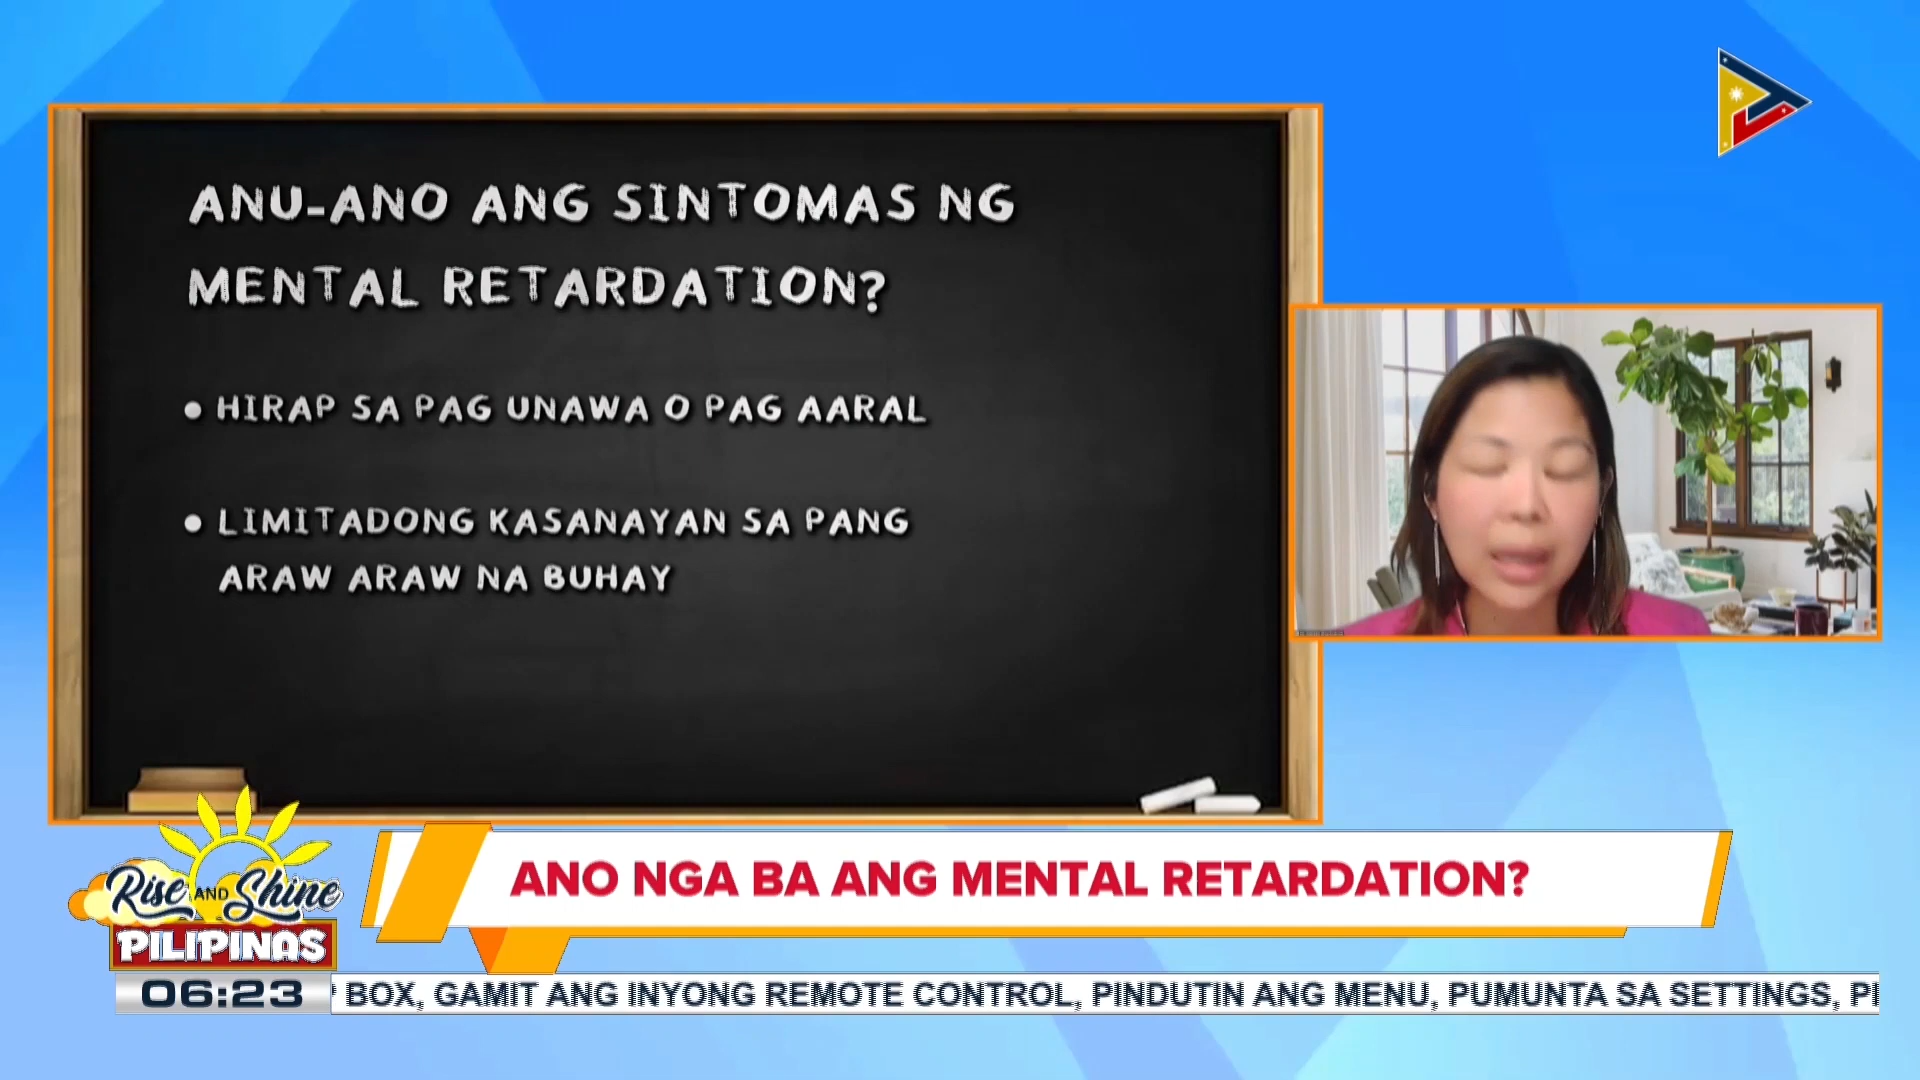 ANU-ANO ANG SINTOMAS NG
MENTAL RETARDATION?
• HIRAP SA PAG UNAWA O PAG AARAL
• LIMITADONG KASANAYAN SA PANG
ARAW ARAW NA BUHAY
ANO NGA BA ANG MENTAL RETARDATION?
Rise AND Shine
PILIPINAS
06:23
BOX, GAMIT ANG INYONG REMOTE CONTROL, PINDUTIN ANG MENU, PUMUNTA SA SETTINGS,